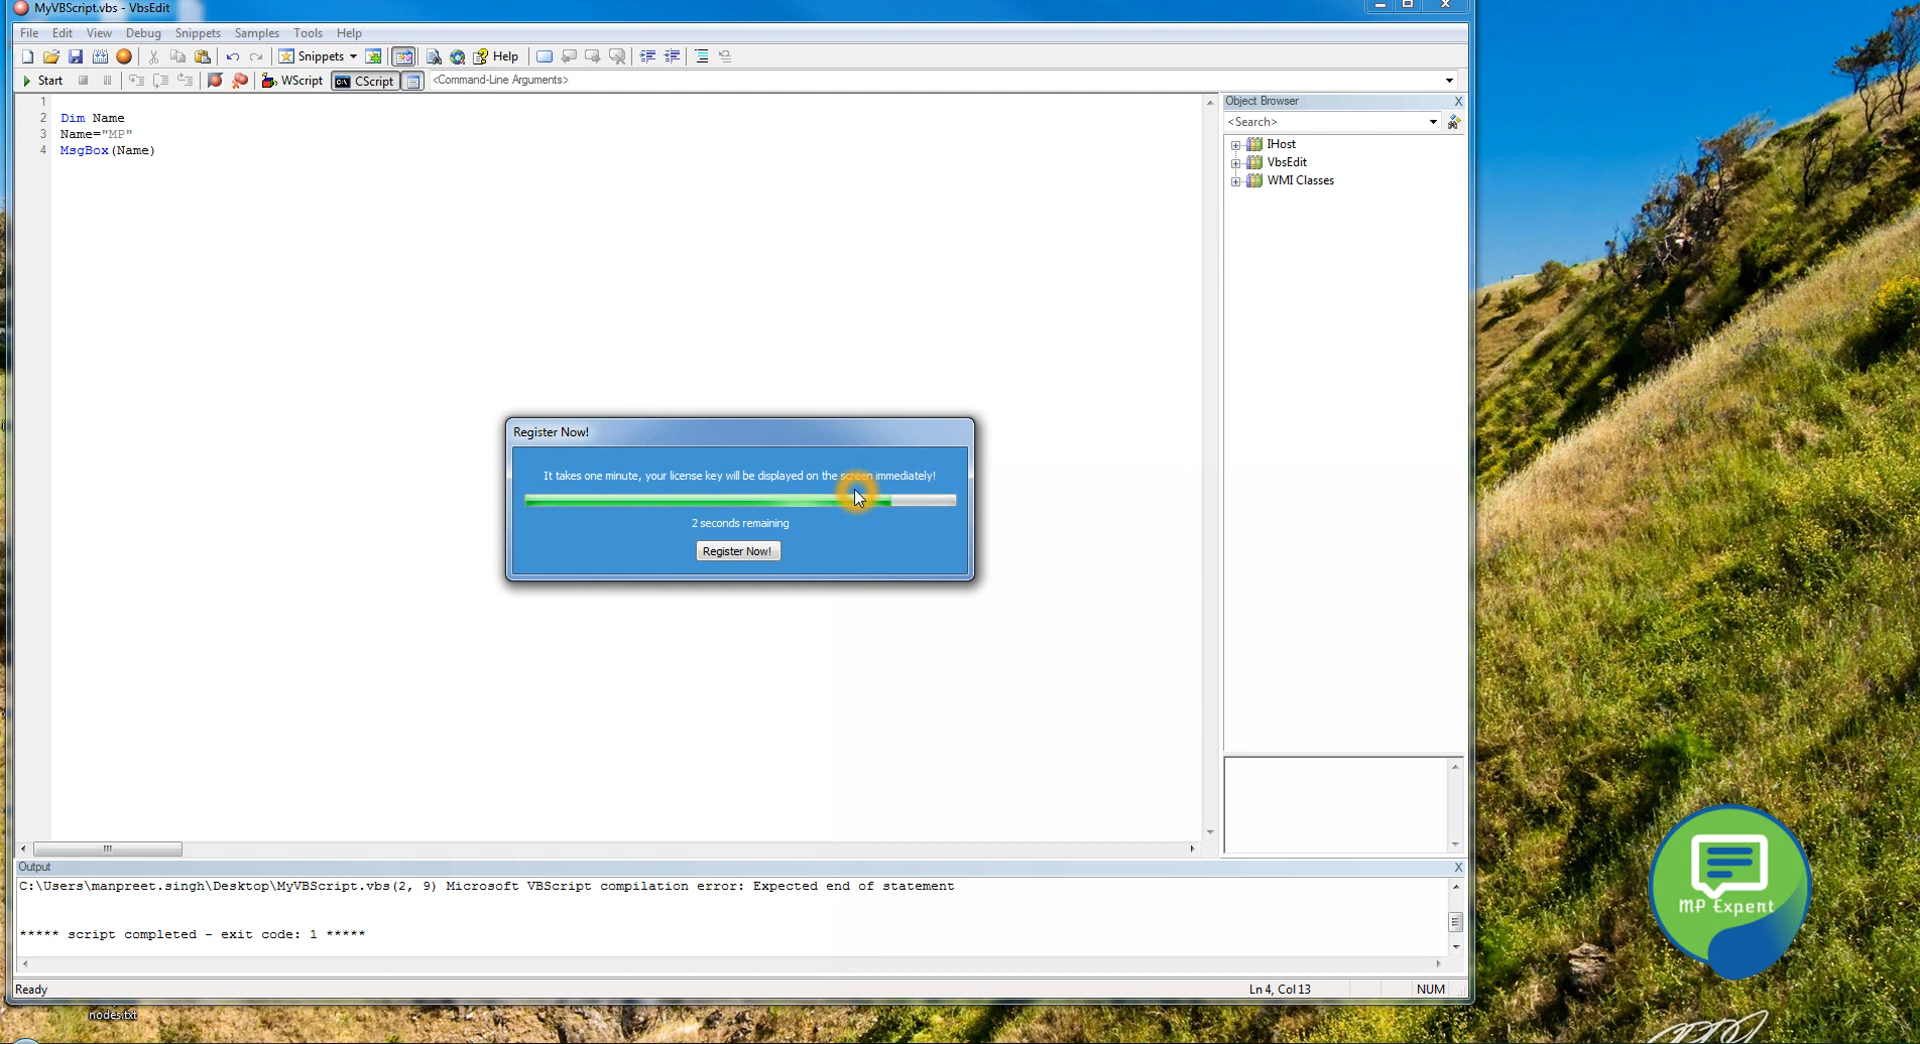 MyVBScript.vbs - VbsEdit
File Edit View Debug Snippets Samples Tools Help
Snippets Help
Start WScript CScript <Command-Line Arguments>
1
2 Dim Name
3 Name="MP"
4 MsgBox(Name)
Object Browser X
<Search>
IHost
VbsEdit
WMI Classes
Register Now!
It takes one minute, your license key will be displayed on the screen immediately!
2 seconds remaining
Register Now!
Output X
C:\Users\manpreet.singh\Desktop\MyVBScript.vbs(2, 9) Microsoft VBScript compilation error: Expected end of statement
***** script completed - exit code: 1 *****
Ready Ln 4, Col 13 NUM
nodes.txt
MP Expert